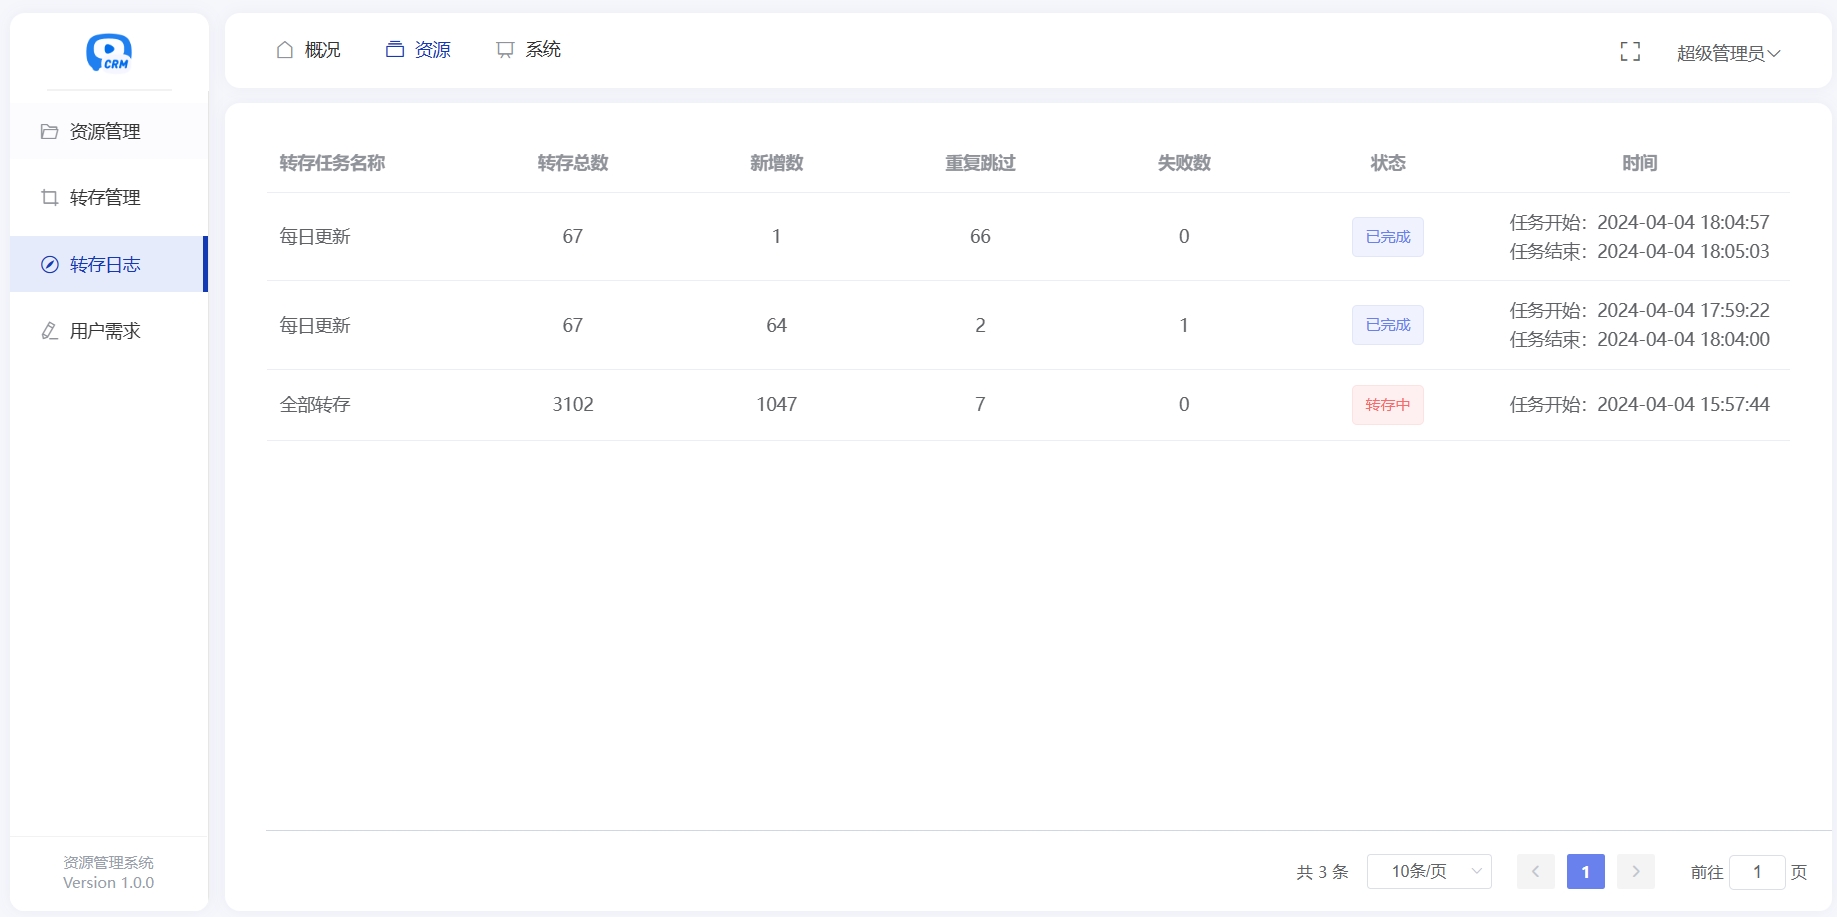 CRM
概况
资源
系统
超级管理员
资源管理
转存管理
转存日志
用户需求
转存任务名称 转存总数 新增数 重复跳过 失败数 状态 时间
每日更新 67 1 66 0 已完成 任务开始：2024-04-04 18:04:57
任务结束：2024-04-04 18:05:03
每日更新 67 64 2 1 已完成 任务开始：2024-04-04 17:59:22
任务结束：2024-04-04 18:04:00
全部转存 3102 1047 7 0 转存中 任务开始：2024-04-04 15:57:44
共 3 条 10条/页 1 前往 1 页
资源管理系统
Version 1.0.0